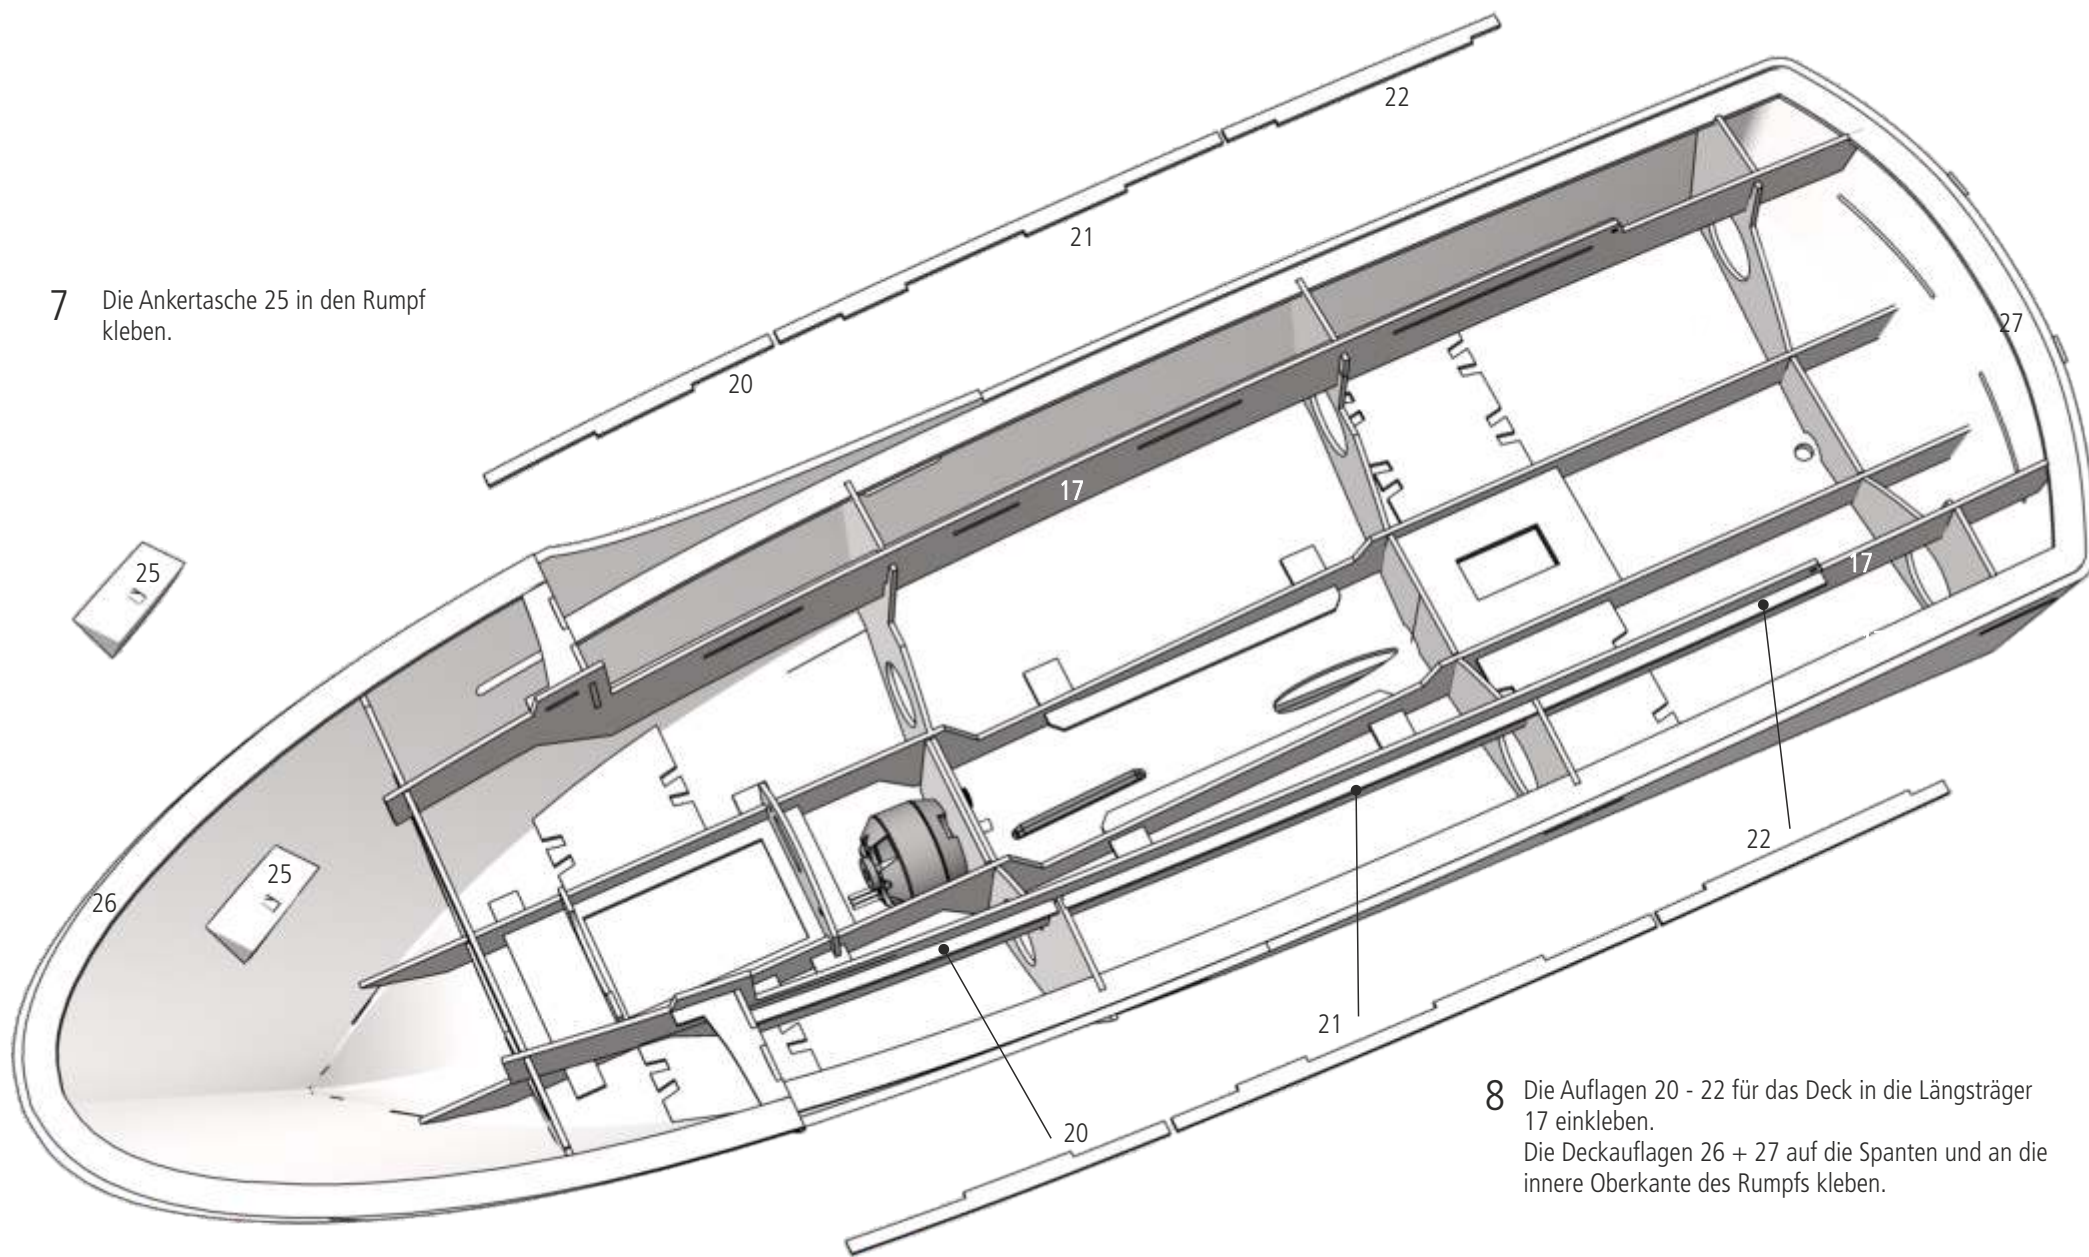 22
21
7 Die Ankertasche 25 in den Rumpf
kleben.
27
20
17
25
17
25
26
22
21
20
8 Die Auflagen 20 - 22 für das Deck in die Längsträger
17 einkleben.
Die Deckauflagen 26 + 27 auf die Spanten und an die
innere Oberkante des Rumpfs kleben.